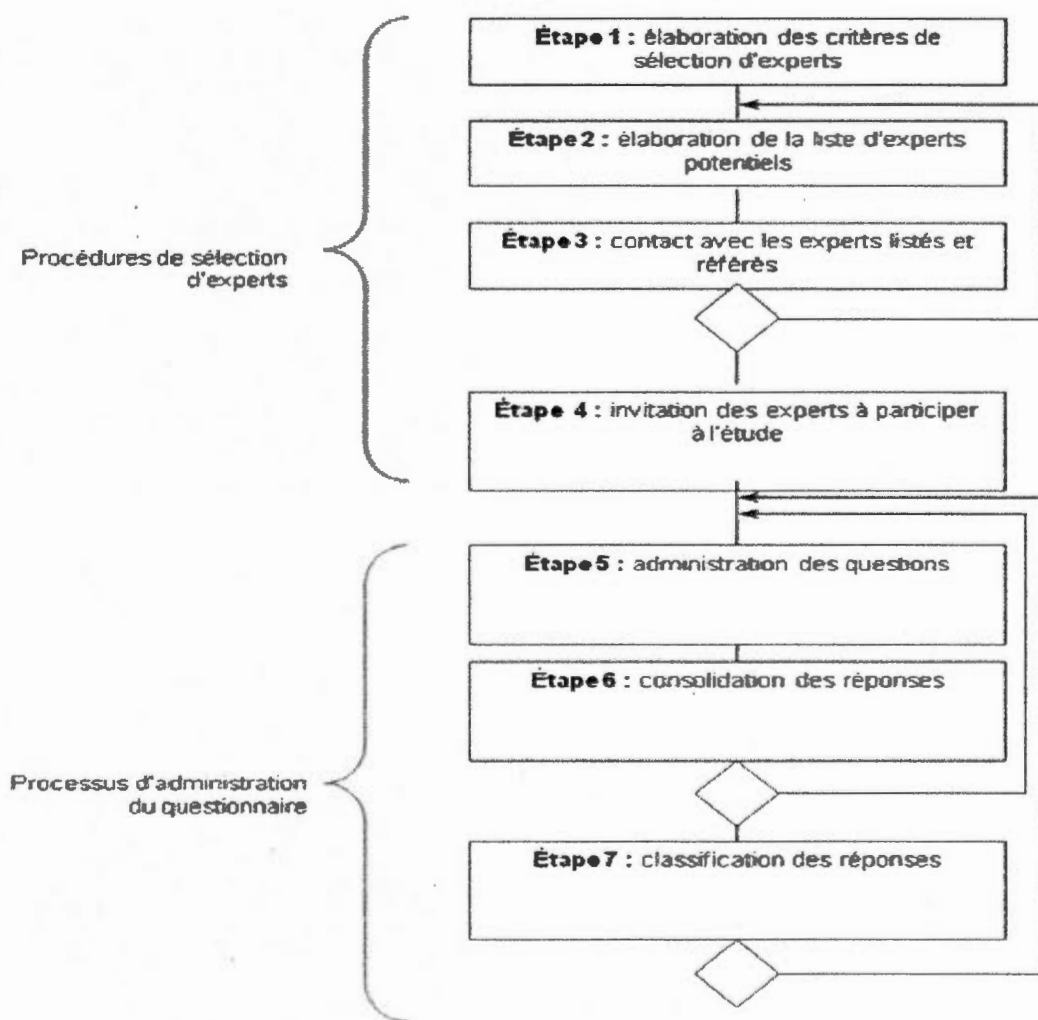 Étape 1 : élaboration des critères de
sélection d'experts
Étape 2 : élaboration de la liste d'experts
potentiels
Étape 3 : contact avec les experts listés et
référés
Procédures de sélection
d'experts
Étape 4 : invitation des experts à participer
à l'étude
Étape 5 : administration des questions
Étape 6 : consolidation des réponses
Processus d'administration
du questionnaire
Étape 7 : classification des réponses